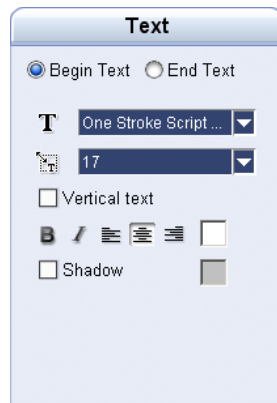 Text
Begin Text End Text
T One Stroke Script ...
T 17
Vertical text
B I
Shadow